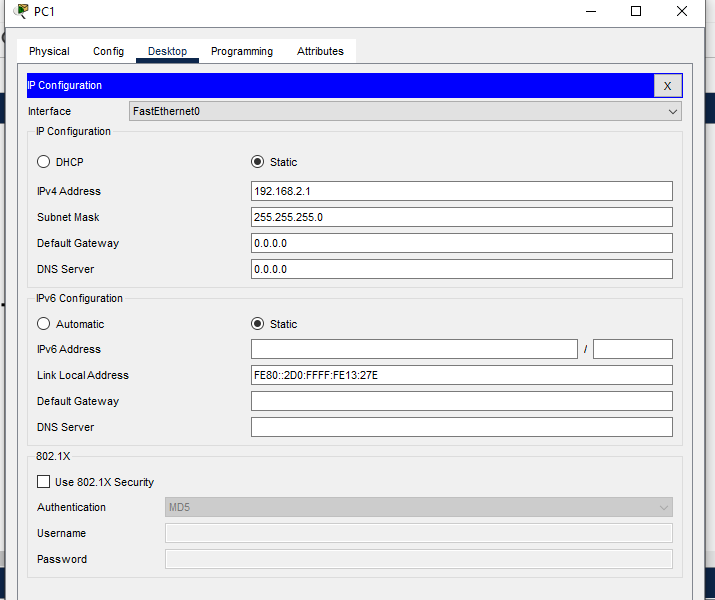 PC1
Physical Config Desktop Programming Attributes
IP Configuration X
Interface FastEthernet0
IP Configuration
DHCP Static
IPv4 Address 192.168.2.1
Subnet Mask 255.255.255.0
Default Gateway 0.0.0.0
DNS Server 0.0.0.0
IPv6 Configuration
Automatic Static
IPv6 Address /
Link Local Address FE80::2D0:FFFF:FE13:27E
Default Gateway
DNS Server
802.1X
Use 802.1X Security
Authentication MD5
Username
Password